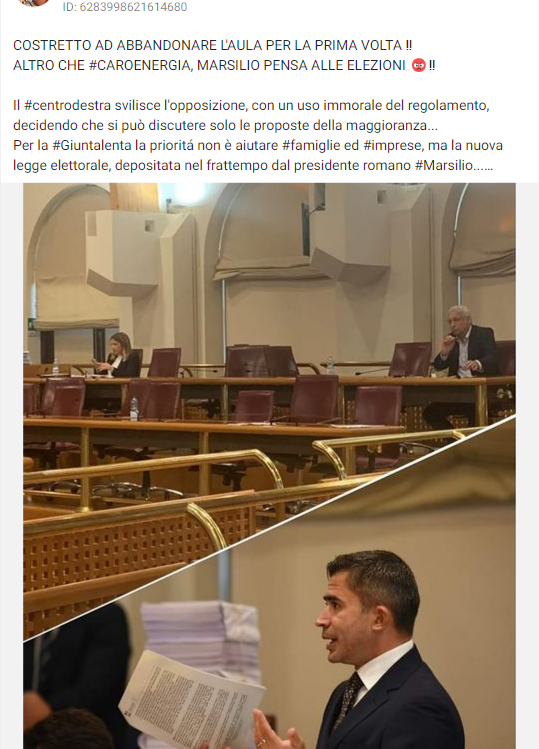 ID: 6283998621614680
COSTRETTO AD ABBANDONARE L'AULA PER LA PRIMA VOLTA ‼
ALTRO CHE #CAROENERGIA, MARSILIO PENSA ALLE ELEZIONI 😡‼
Il #centrodestra svilisce l'opposizione, con un uso immorale del regolamento,
decidendo che si può discutere solo le proposte della maggioranza...
Per la #Giuntalenta la prioritá non è aiutare #famiglie ed #imprese, ma la nuova
legge elettorale, depositata nel frattempo dal presidente romano #Marsilio......